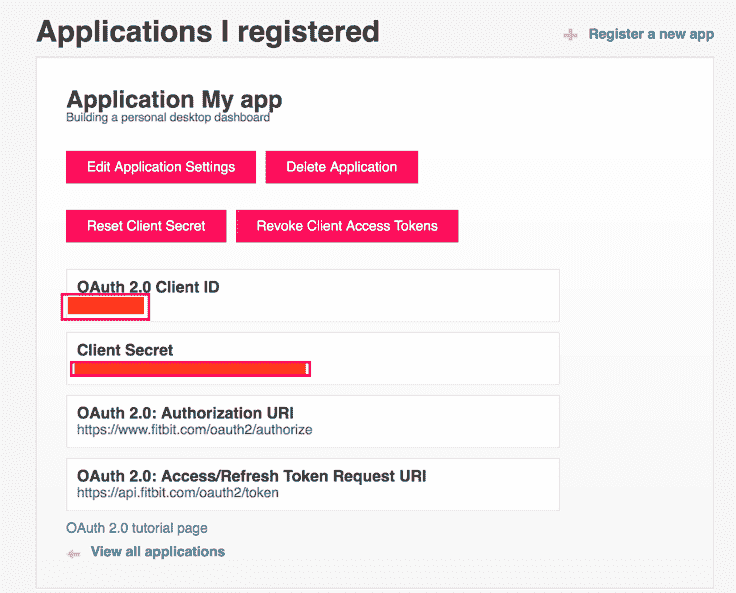 Applications I registered
Register a new app
Application My app
Building a personal desktop dashboard
Edit Application Settings
Delete Application
Reset Client Secret
Revoke Client Access Tokens
OAuth 2.0 Client ID
Client Secret
OAuth 2.0: Authorization URI
https://www.fitbit.com/oauth2/authorize
OAuth 2.0: Access/Refresh Token Request URI
https://api.fitbit.com/oauth2/token
OAuth 2.0 tutorial page
View all applications